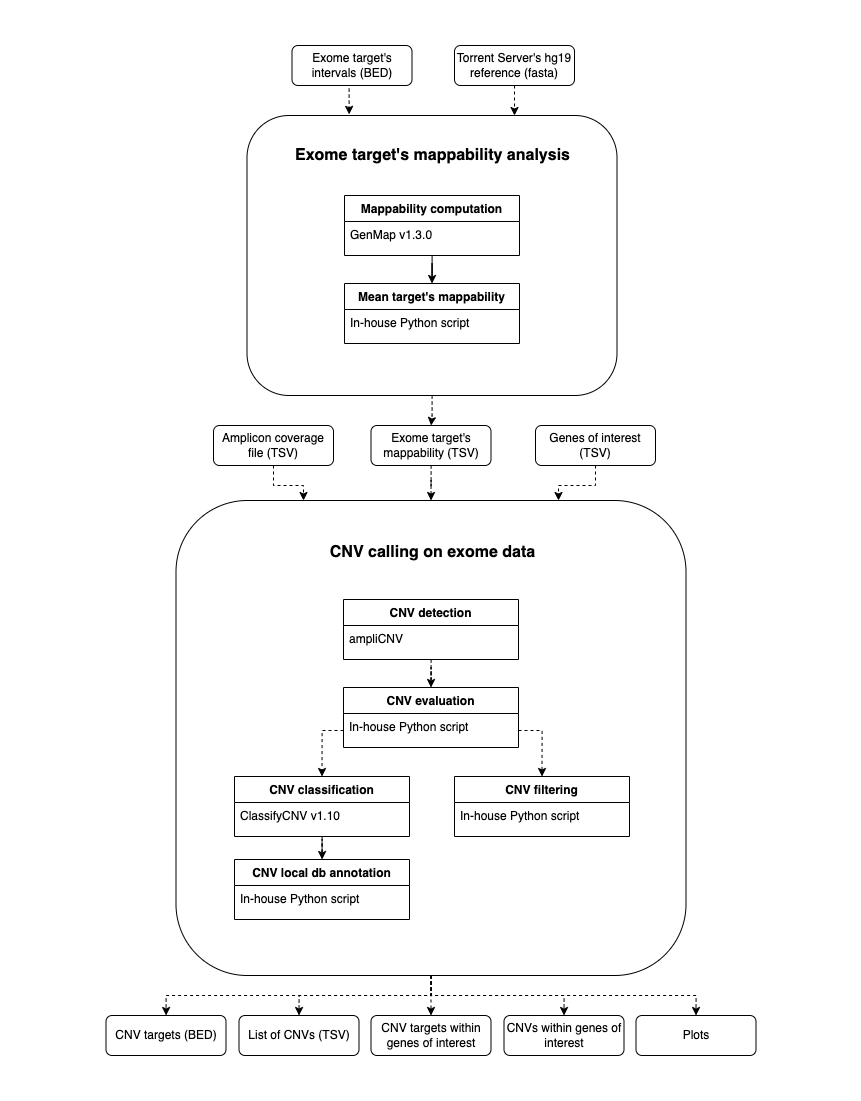 Exome target's
intervals (BED)
Torrent Server's hg19
reference (fasta)
Exome target's mappability analysis
Mappability computation
GenMap v1.3.0
Mean target's mappability
In-house Python script
Amplicon coverage
file (TSV)
Exome target's
mappability (TSV)
Genes of interest
(TSV)
CNV calling on exome data
CNV detection
ampliCNV
CNV evaluation
In-house Python script
CNV classification
ClassifyCNV v1.10
CNV filtering
In-house Python script
CNV local db annotation
In-house Python script
CNV targets (BED)
List of CNVs (TSV)
CNV targets within
genes of interest
CNVs within genes of
interest
Plots